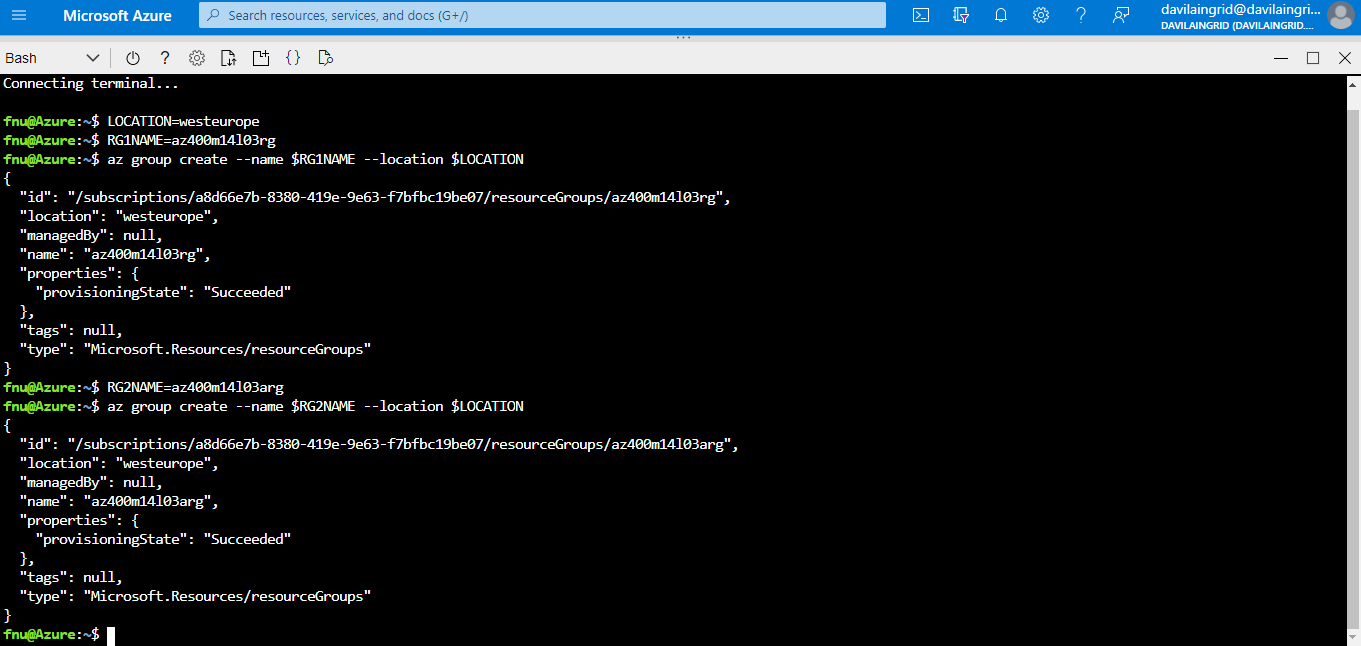 Microsoft Azure
Search resources, services, and docs (G+/)
davilaingrid@davilaingri...
DAVILAINGRID (DAVILAINGRID....
Bash
Connecting terminal...
fnu@Azure:~$ LOCATION=westeurope
fnu@Azure:~$ RG1NAME=az400m14l03rg
fnu@Azure:~$ az group create --name $RG1NAME --location $LOCATION
{
  "id": "/subscriptions/a8d66e7b-8380-419e-9e63-f7bfbc19be07/resourceGroups/az400m14l03rg",
  "location": "westeurope",
  "managedBy": null,
  "name": "az400m14l03rg",
  "properties": {
    "provisioningState": "Succeeded"
  },
  "tags": null,
  "type": "Microsoft.Resources/resourceGroups"
}
fnu@Azure:~$ RG2NAME=az400m14l03arg
fnu@Azure:~$ az group create --name $RG2NAME --location $LOCATION
{
  "id": "/subscriptions/a8d66e7b-8380-419e-9e63-f7bfbc19be07/resourceGroups/az400m14l03arg",
  "location": "westeurope",
  "managedBy": null,
  "name": "az400m14l03arg",
  "properties": {
    "provisioningState": "Succeeded"
  },
  "tags": null,
  "type": "Microsoft.Resources/resourceGroups"
}
fnu@Azure:~$